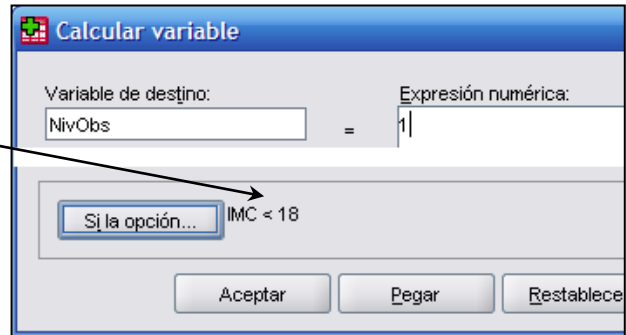 Calcular variable
Variable de destino: Expresión numérica:
NivObs = 1
Si la opción... IMC < 18
Aceptar Pegar Restablece